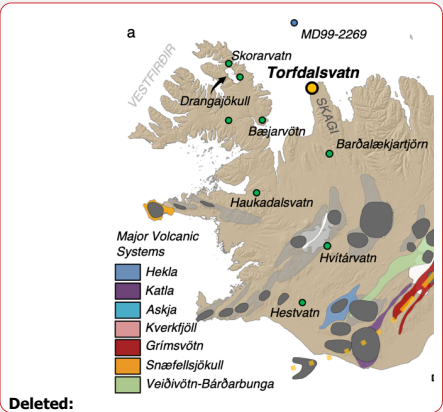 a
MD99-2269
Skorarvatn
VESTFIRÐIR
Torfdalsvatn
Drangajökull
SKAGI
Bæjarvötn
Barðalækjartjörn
Haukadalsvatn
Major Volcanic
Systems
Hvítárvatn
Hekla
Katla
Askja
Hestvatn
Kverkfjöll
Grímsvötn
Snæfellsjökull
Veiðivötn-Bárðarbunga
Deleted: